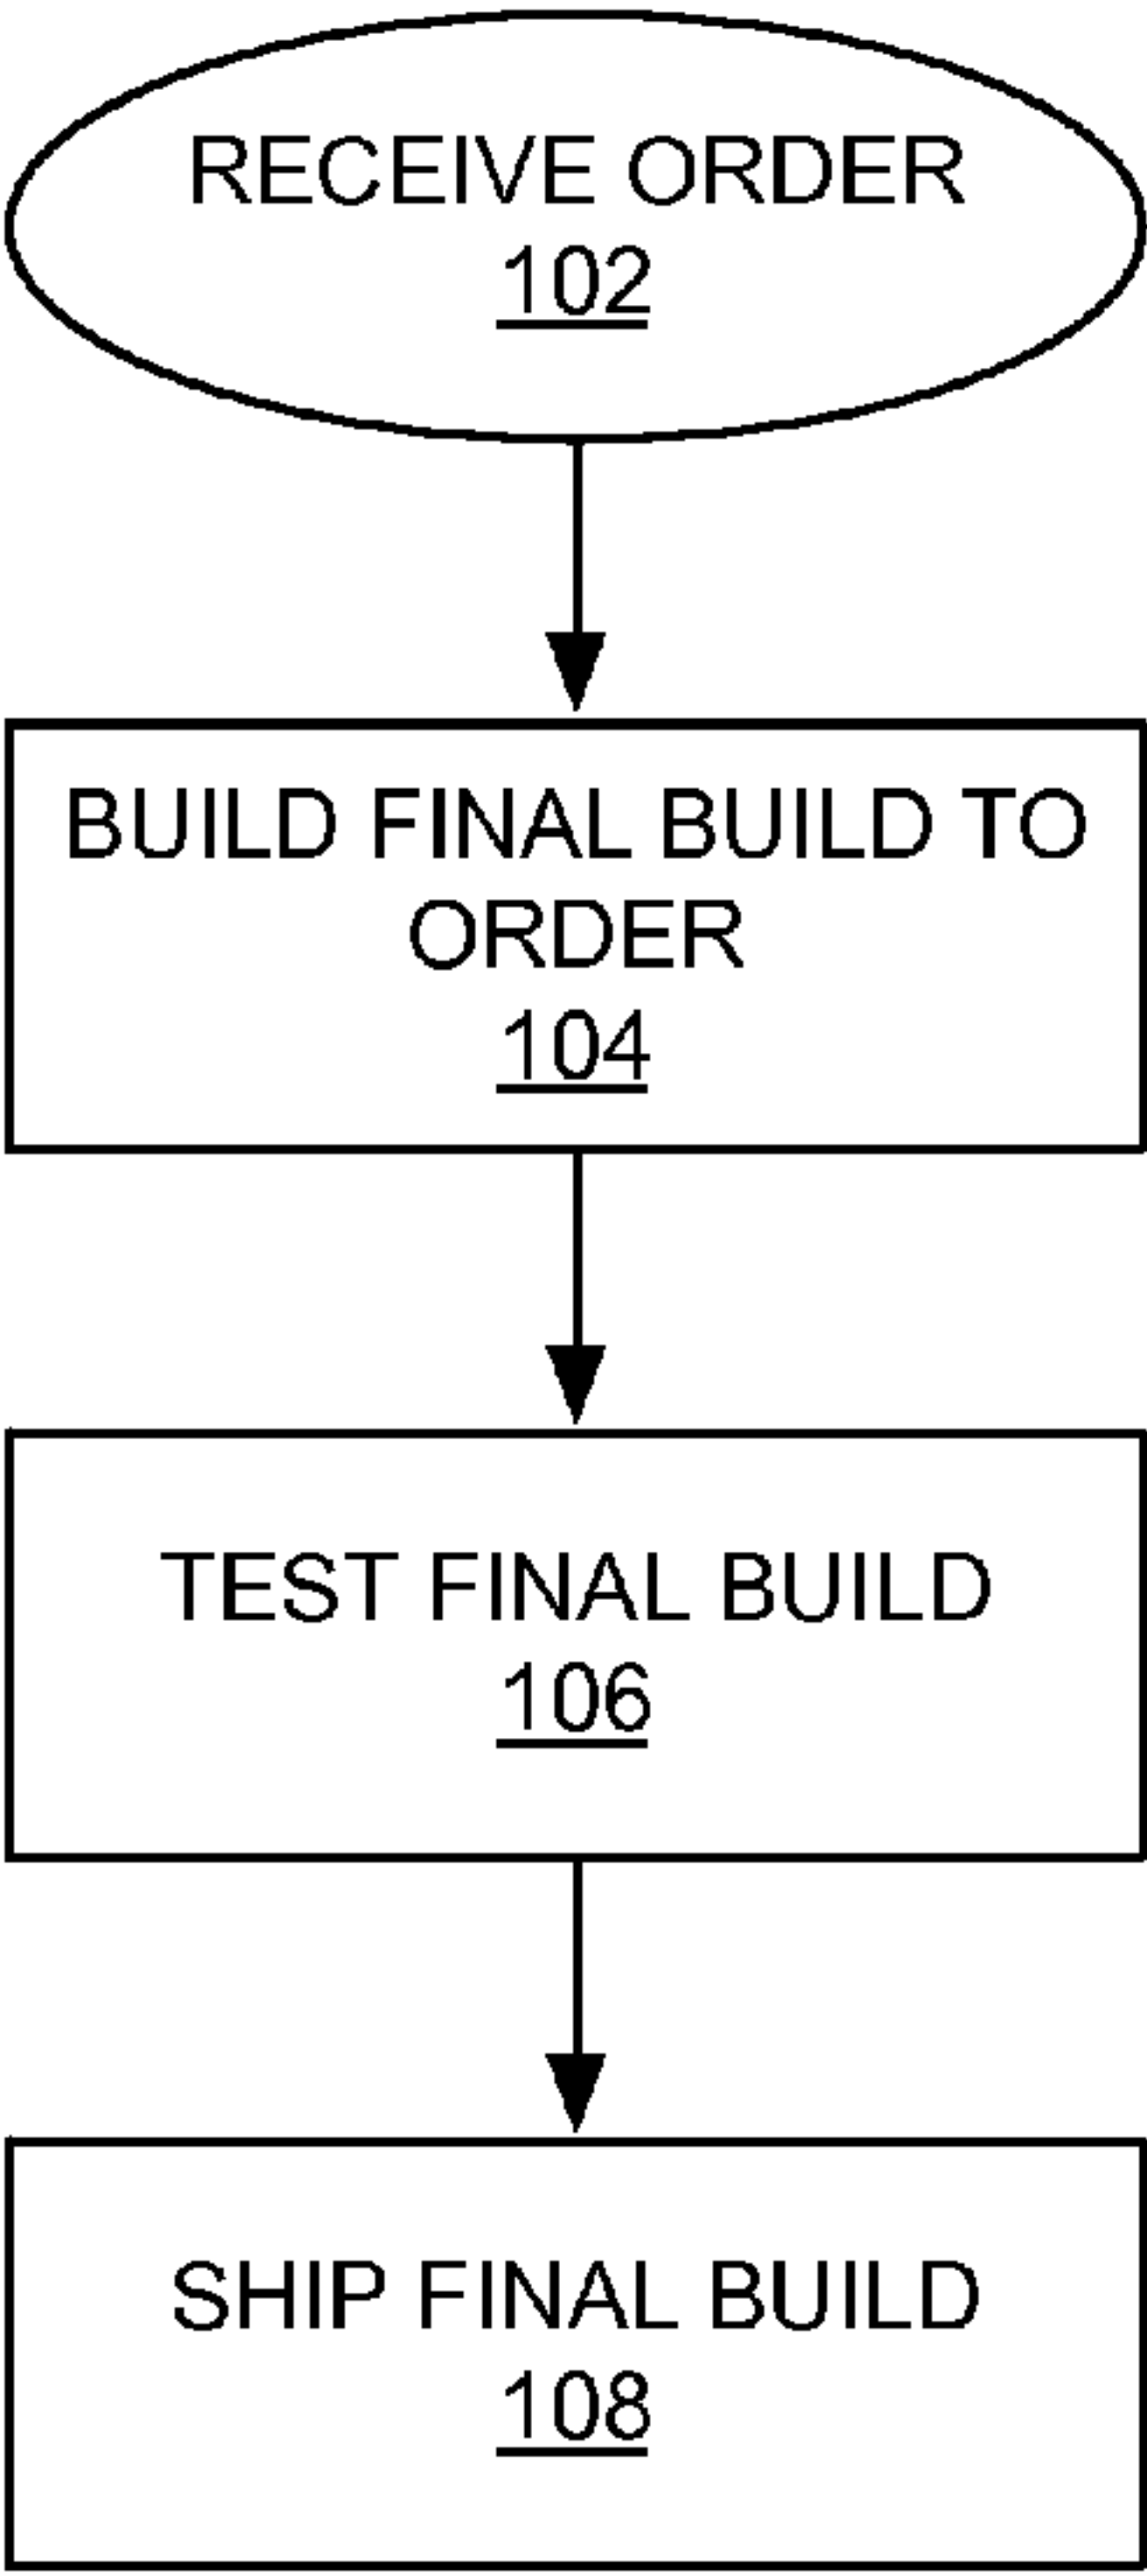 RECEIVE ORDER
102
BUILD FINAL BUILD TO
ORDER
104
TEST FINAL BUILD
106
SHIP FINAL BUILD
108